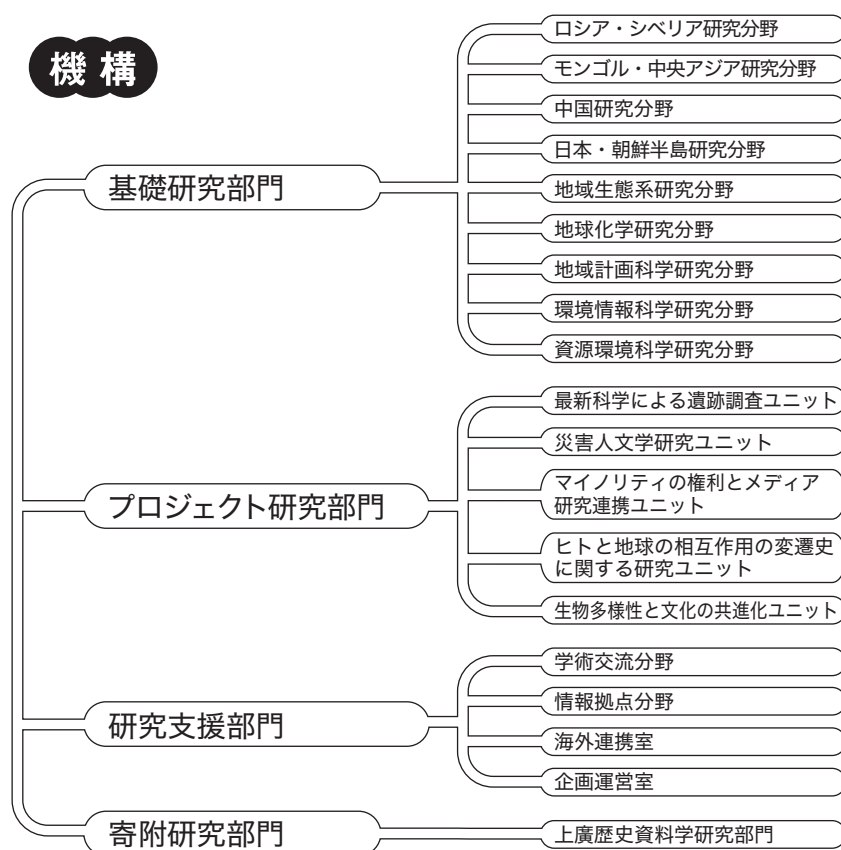 機構
基礎研究部門
ロシア・シベリア研究分野
モンゴル・中央アジア研究分野
中国研究分野
日本・朝鮮半島研究分野
地域生態系研究分野
地球化学研究分野
地域計画科学研究分野
環境情報科学研究分野
資源環境科学研究分野
プロジェクト研究部門
最新科学による遺跡調査ユニット
災害人文学研究ユニット
マイノリティの権利とメディア
研究連携ユニット
ヒトと地球の相互作用の変遷史
に関する研究ユニット
生物多様性と文化の共進化ユニット
研究支援部門
学術交流分野
情報拠点分野
海外連携室
企画運営室
寄附研究部門
上廣歴史資料学研究部門